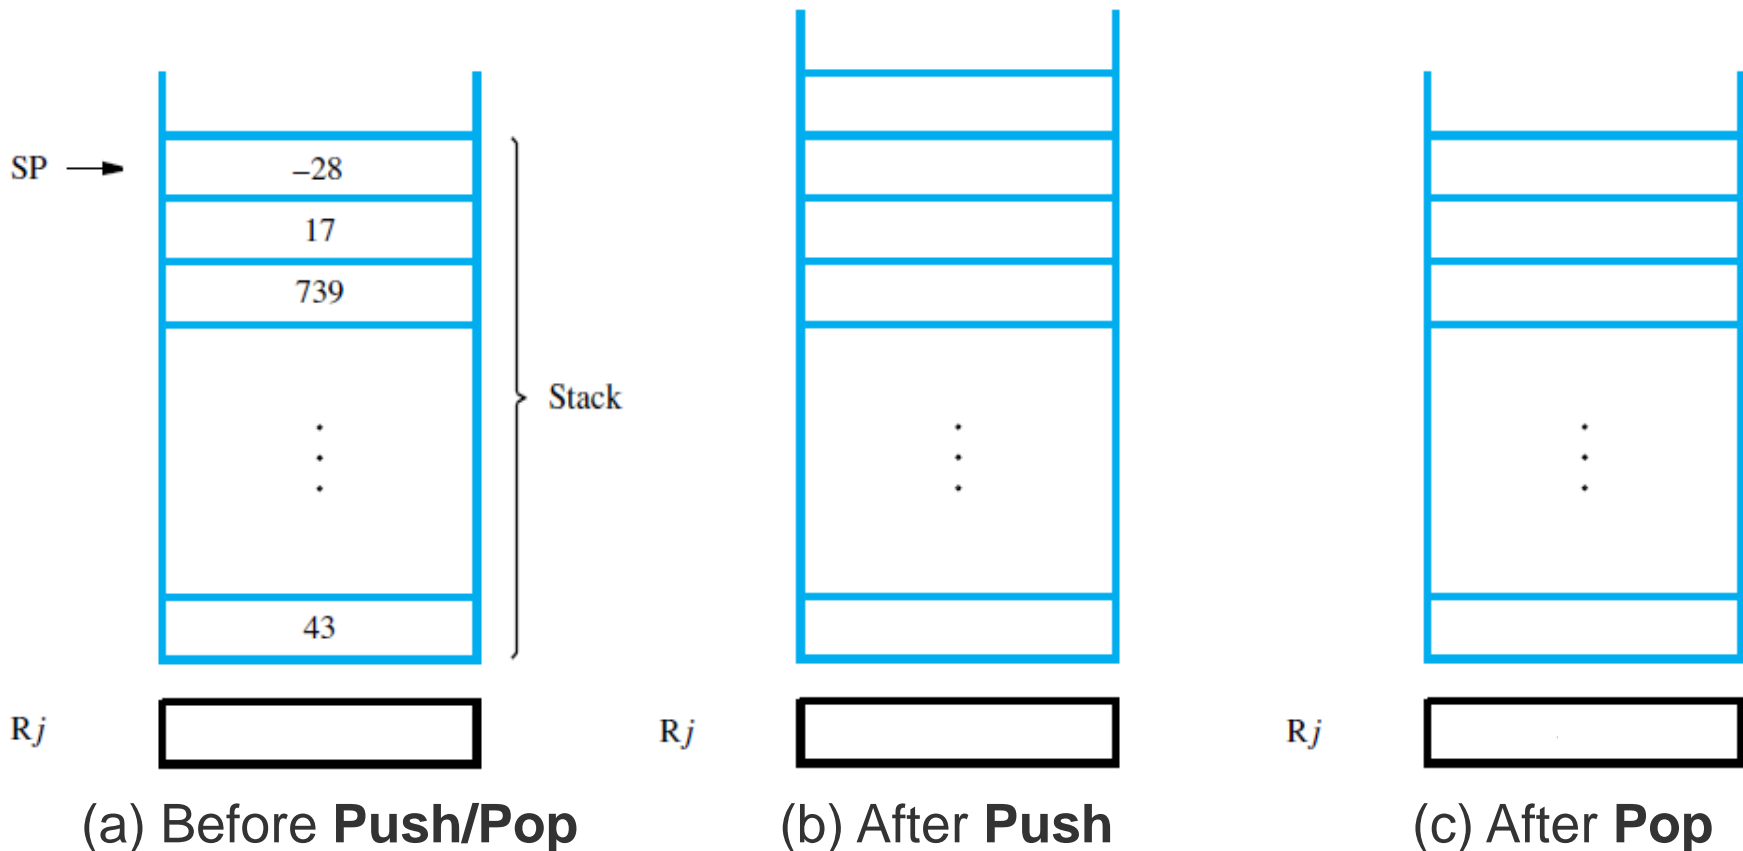 SP
–28
17
739
Stack
43
Rj
Rj
Rj
(a) Before Push/Pop
(b) After Push
(c) After Pop